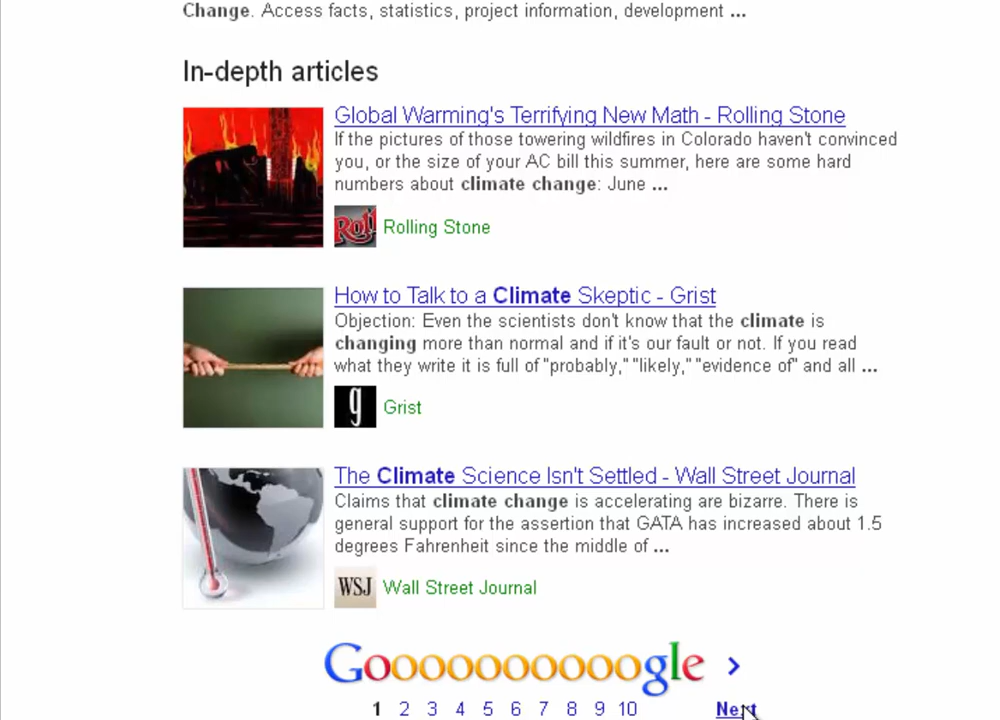 Change. Access facts, statistics, project information, development ...
In-depth articles
Global Warming's Terrifying New Math - Rolling Stone
If the pictures of those towering wildfires in Colorado haven't convinced
you, or the size of your AC bill this summer, here are some hard
numbers about climate change: June ...
Roll
Rolling Stone
How to Talk to a Climate Skeptic - Grist
Objection: Even the scientists don't know that the climate is
changing more than normal and if it's our fault or not. If you read
what they write it is full of "probably," "likely," "evidence of" and all ...
g
Grist
The Climate Science Isn't Settled - Wall Street Journal
Claims that climate change is accelerating are bizarre. There is
general support for the assertion that GATA has increased about 1.5
degrees Fahrenheit since the middle of ...
WSJ
Wall Street Journal
Goooooooooogle >
1 2 3 4 5 6 7 8 9 10 Next